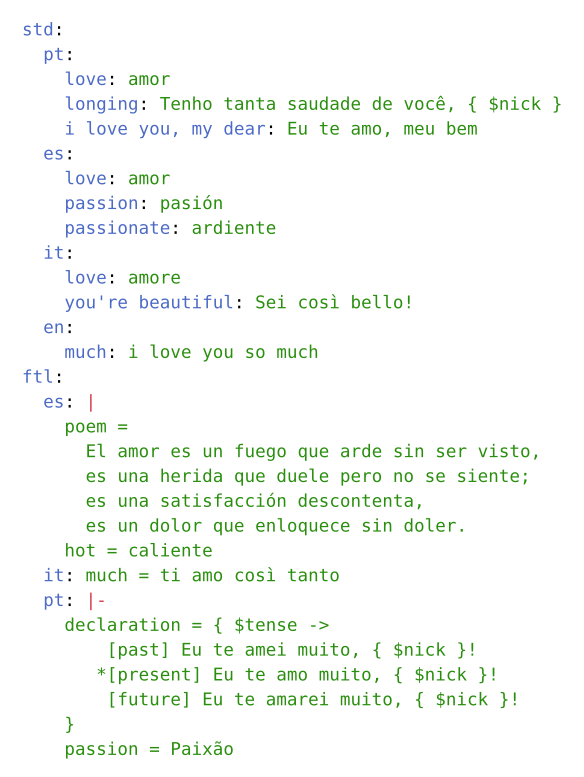 std:
  pt:
    love: amor
    longing: Tenho tanta saudade de você, { $nick }
    i love you, my dear: Eu te amo, meu bem
  es:
    love: amor
    passion: pasión
    passionate: ardiente
  it:
    love: amore
    you're beautiful: Sei così bello!
  en:
    much: i love you so much
ftl:
  es: |
    poem =
      El amor es un fuego que arde sin ser visto,
      es una herida que duele pero no se siente;
      es una satisfacción descontenta,
      es un dolor que enloquece sin doler.
    hot = caliente
  it: much = ti amo così tanto
  pt: |-
    declaration = { $tense ->
        [past] Eu te amei muito, { $nick }!
       *[present] Eu te amo muito, { $nick }!
        [future] Eu te amarei muito, { $nick }!
    }
    passion = Paixão